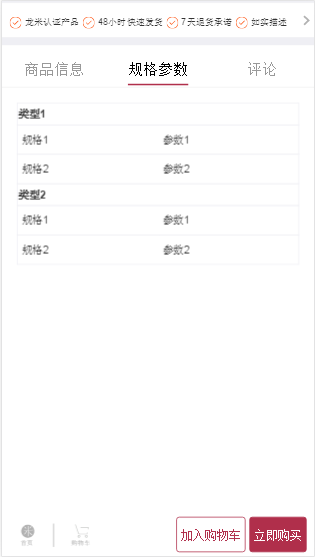 龙米认证产品 48小时快速发货 7天退货承诺 如实描述
商品信息 规格参数 评论
类型1
规格1 参数1
规格2 参数2
类型2
规格1 参数1
规格2 参数2
购物车 加入购物车 立即购买